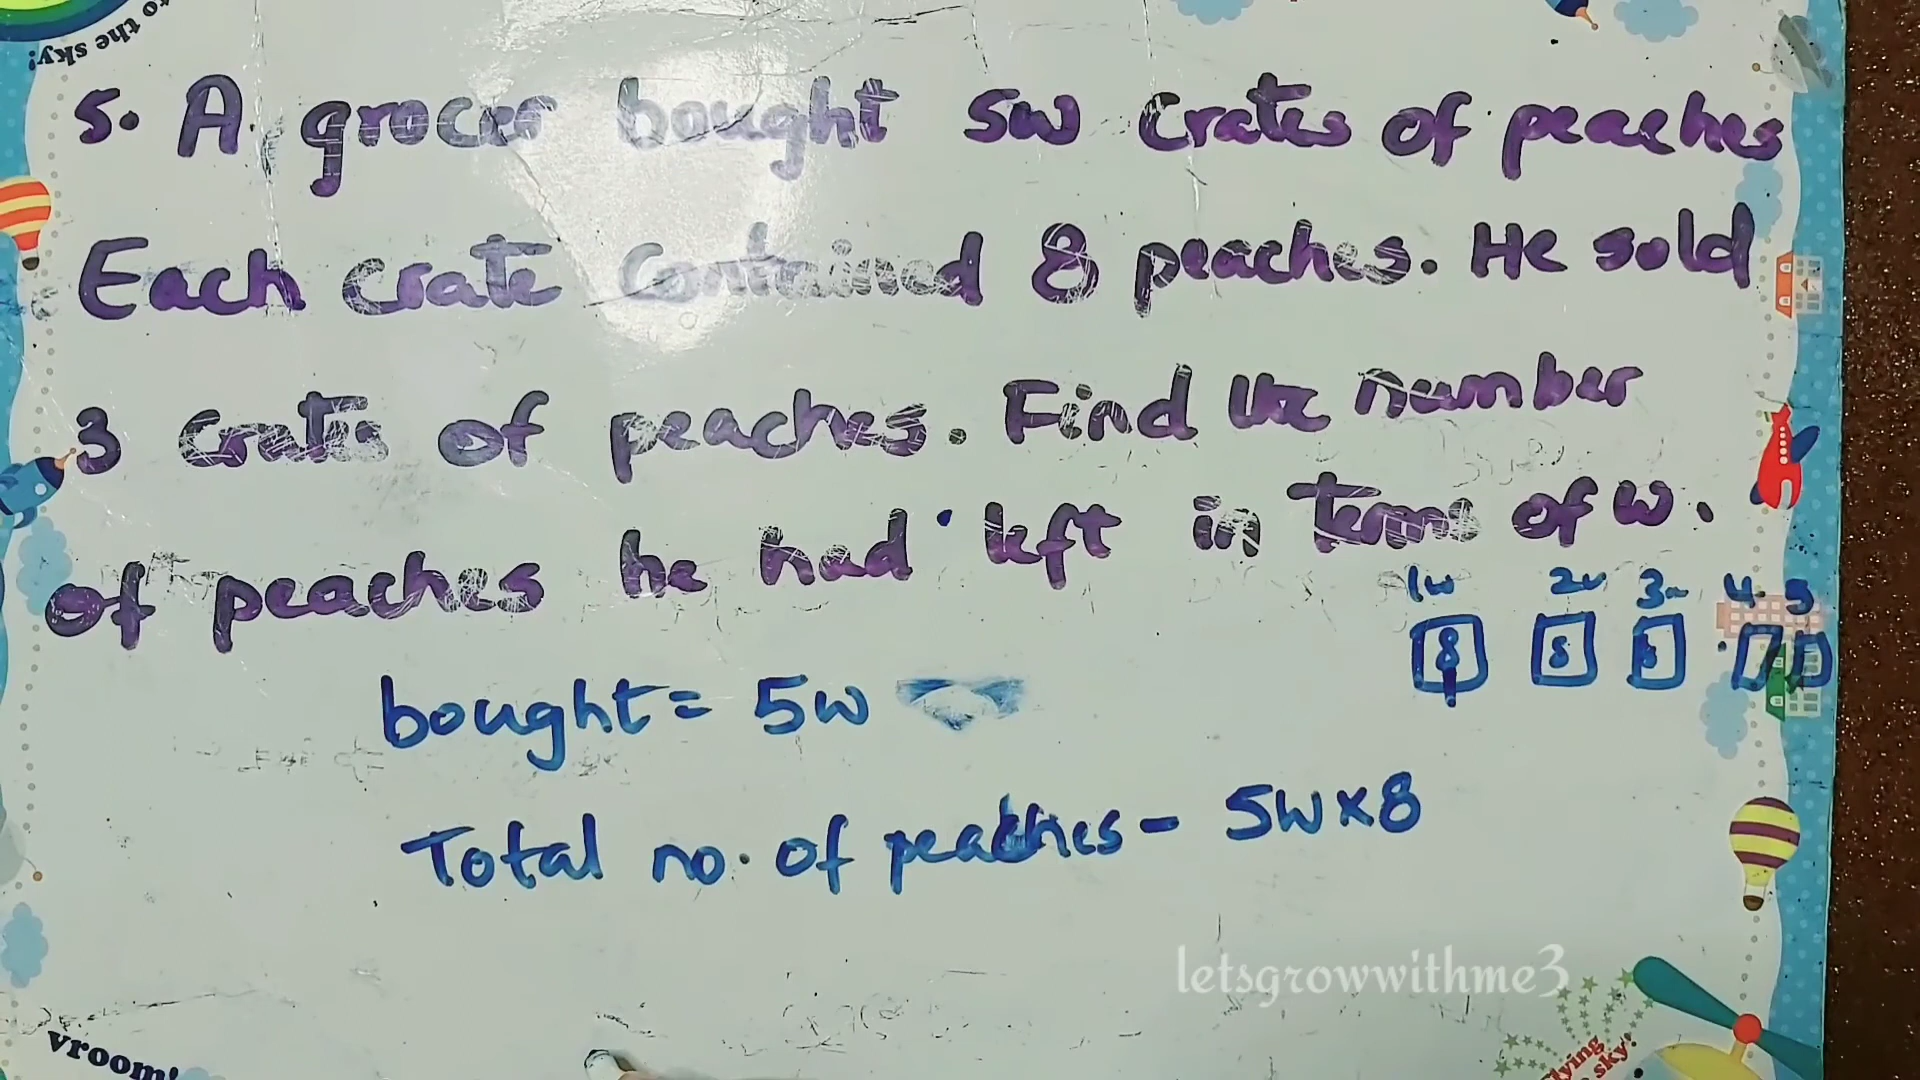 to the sky!
5. A grocer bought 5w crates of peaches
Each crate contained 8 peaches. He sold
3 crates of peaches. Find the number
of peaches he had left in terms of w.
1w 2w 3w 4 5
8 8 8
bought = 5w
Total no. of peaches - 5w×8
letsgrowwithme3
vroom!
flying
sky!